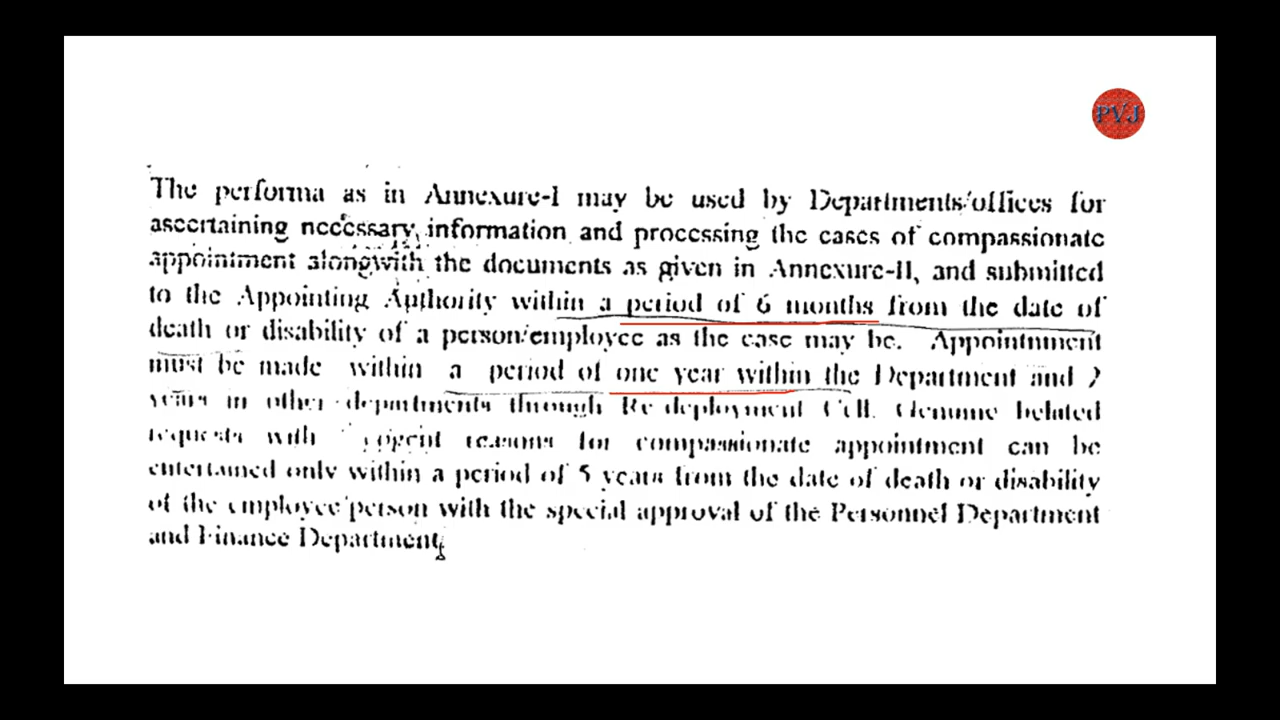 PVJ
The performa as in Annexure-I may be used by Departments/offices for
ascertaining necessary information and processing the cases of compassionate
appointment alongwith the documents as given in Annexure-II, and submitted
to the Appointing Authority within a period of 6 months from the date of
death or disability of a person/employee as the case may be. Appointment
must be made within a period of one year within the Department and 2
years in other departments through Re-deployment Cell. Genuine belated
requests with reasons for compassionate appointment can be
entertained only within a period of 5 years from the date of death or disability
of the employee/person with the special approval of the Personnel Department
and Finance Department.